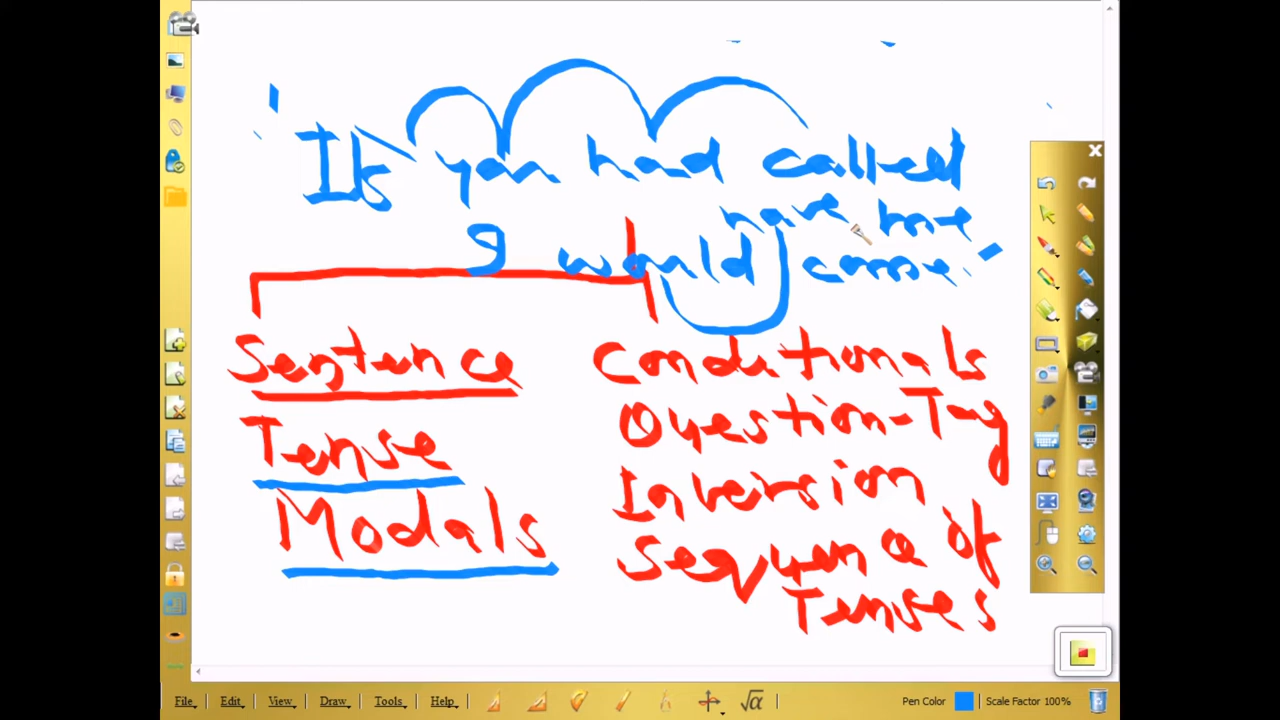 If you had called
have me
I would come.
Sentence
Tense
Modals
Conditionals
Question-Tag
Inversion
Sequence of
Tenses
File Edit View Draw Tools Help
Pen Color Scale Factor 100%